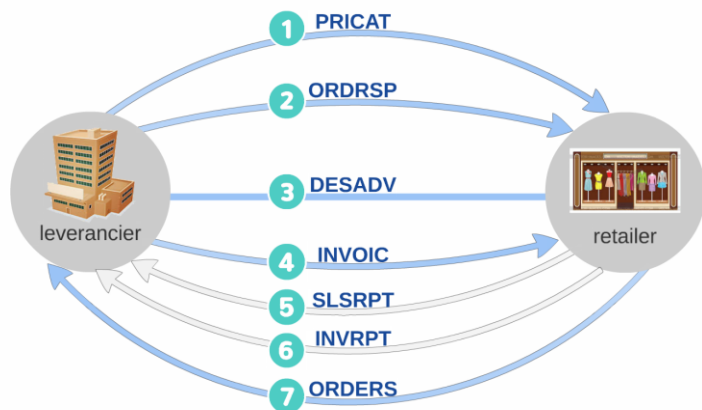 1 PRICAT
2 ORDRSP
3 DESADV
leverancier
retailer
4 INVOIC
5 SLSRPT
6 INVRPT
7 ORDERS